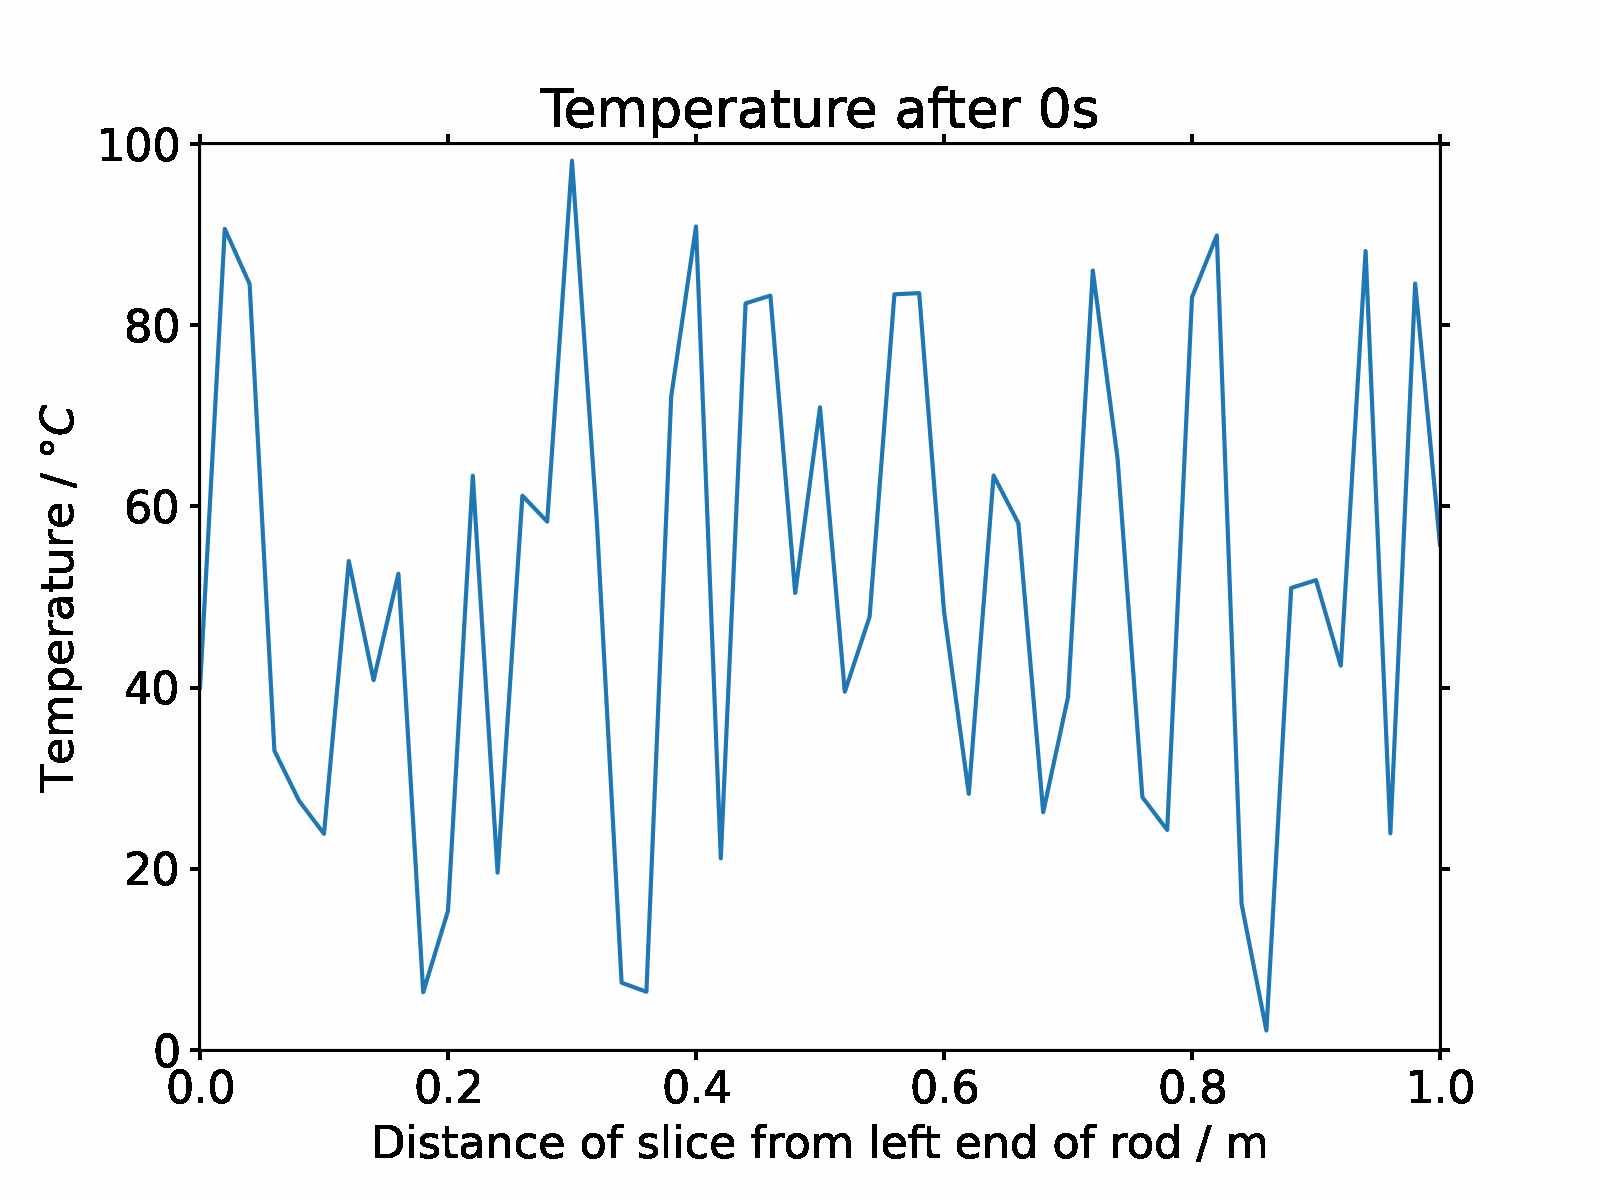 Temperature after 0s
100
80
60
40
20
0
Temperature / °C
0.0 0.2 0.4 0.6 0.8 1.0
Distance of slice from left end of rod / m